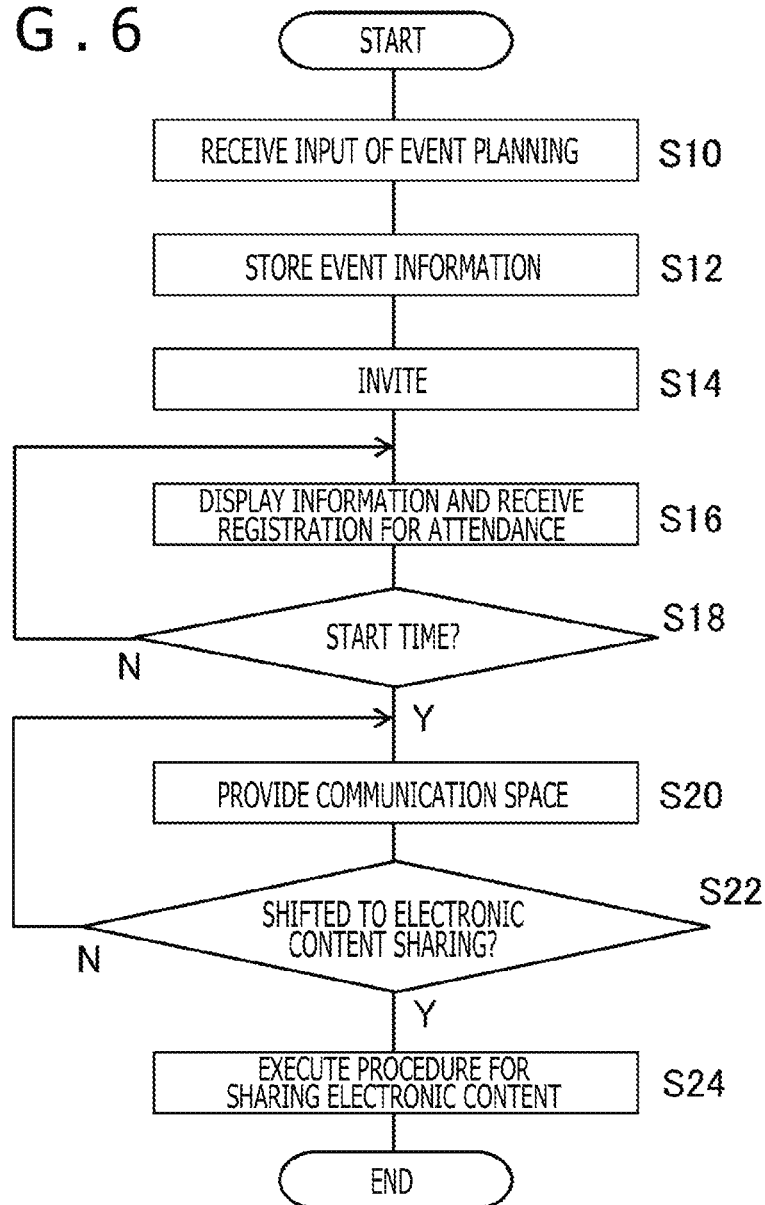 G . 6
START
RECEIVE INPUT OF EVENT PLANNING
S10
STORE EVENT INFORMATION
S12
INVITE
S14
DISPLAY INFORMATION AND RECEIVE
REGISTRATION FOR ATTENDANCE
S16
START TIME?
S18
N
Y
PROVIDE COMMUNICATION SPACE
S20
SHIFTED TO ELECTRONIC
CONTENT SHARING?
S22
N
Y
EXECUTE PROCEDURE FOR
SHARING ELECTRONIC CONTENT
S24
END